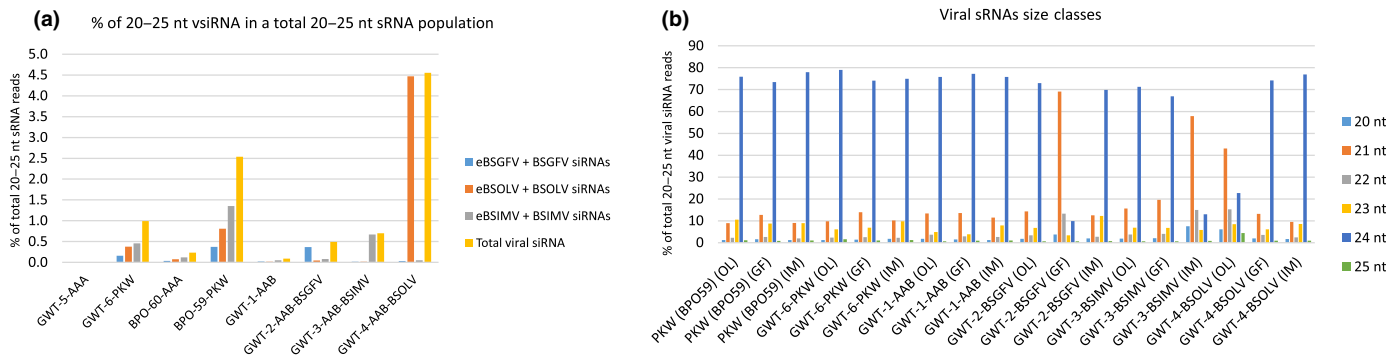 (a)
% of 20–25 nt vsiRNA in a total 20–25 nt sRNA population
% of total 20–25 nt sRNA reads
5.0
4.5
4.0
3.5
3.0
2.5
2.0
1.5
1.0
0.5
0.0
GWT-5-AAA
GWT-6-PKW
BPO-60-AAA
BPO-59-PKW
GWT-1-AAB
GWT-2-AAB-BSGFV
GWT-3-AAB-BSIMV
GWT-4-AAB-BSOLV
eBSGFV + BSGFV siRNAs
eBSOLV + BSOLV siRNAs
eBSIMV + BSIMV siRNAs
Total viral siRNA
(b)
Viral sRNAs size classes
% of total 20–25 nt viral siRNA reads
90
80
70
60
50
40
30
20
10
0
PKW (BPO59) (OL)
PKW (BPO59) (GF)
PKW (BPO59) (IM)
GWT-6-PKW (OL)
GWT-6-PKW (GF)
GWT-6-PKW (IM)
GWT-1-AAB (OL)
GWT-1-AAB (GF)
GWT-1-AAB (IM)
GWT-2-BSGFV (OL)
GWT-2-BSGFV (GF)
GWT-2-BSGFV (IM)
GWT-3-BSIMV (OL)
GWT-3-BSIMV (GF)
GWT-3-BSIMV (IM)
GWT-4-BSOLV (OL)
GWT-4-BSOLV (GF)
GWT-4-BSOLV (IM)
20 nt
21 nt
22 nt
23 nt
24 nt
25 nt